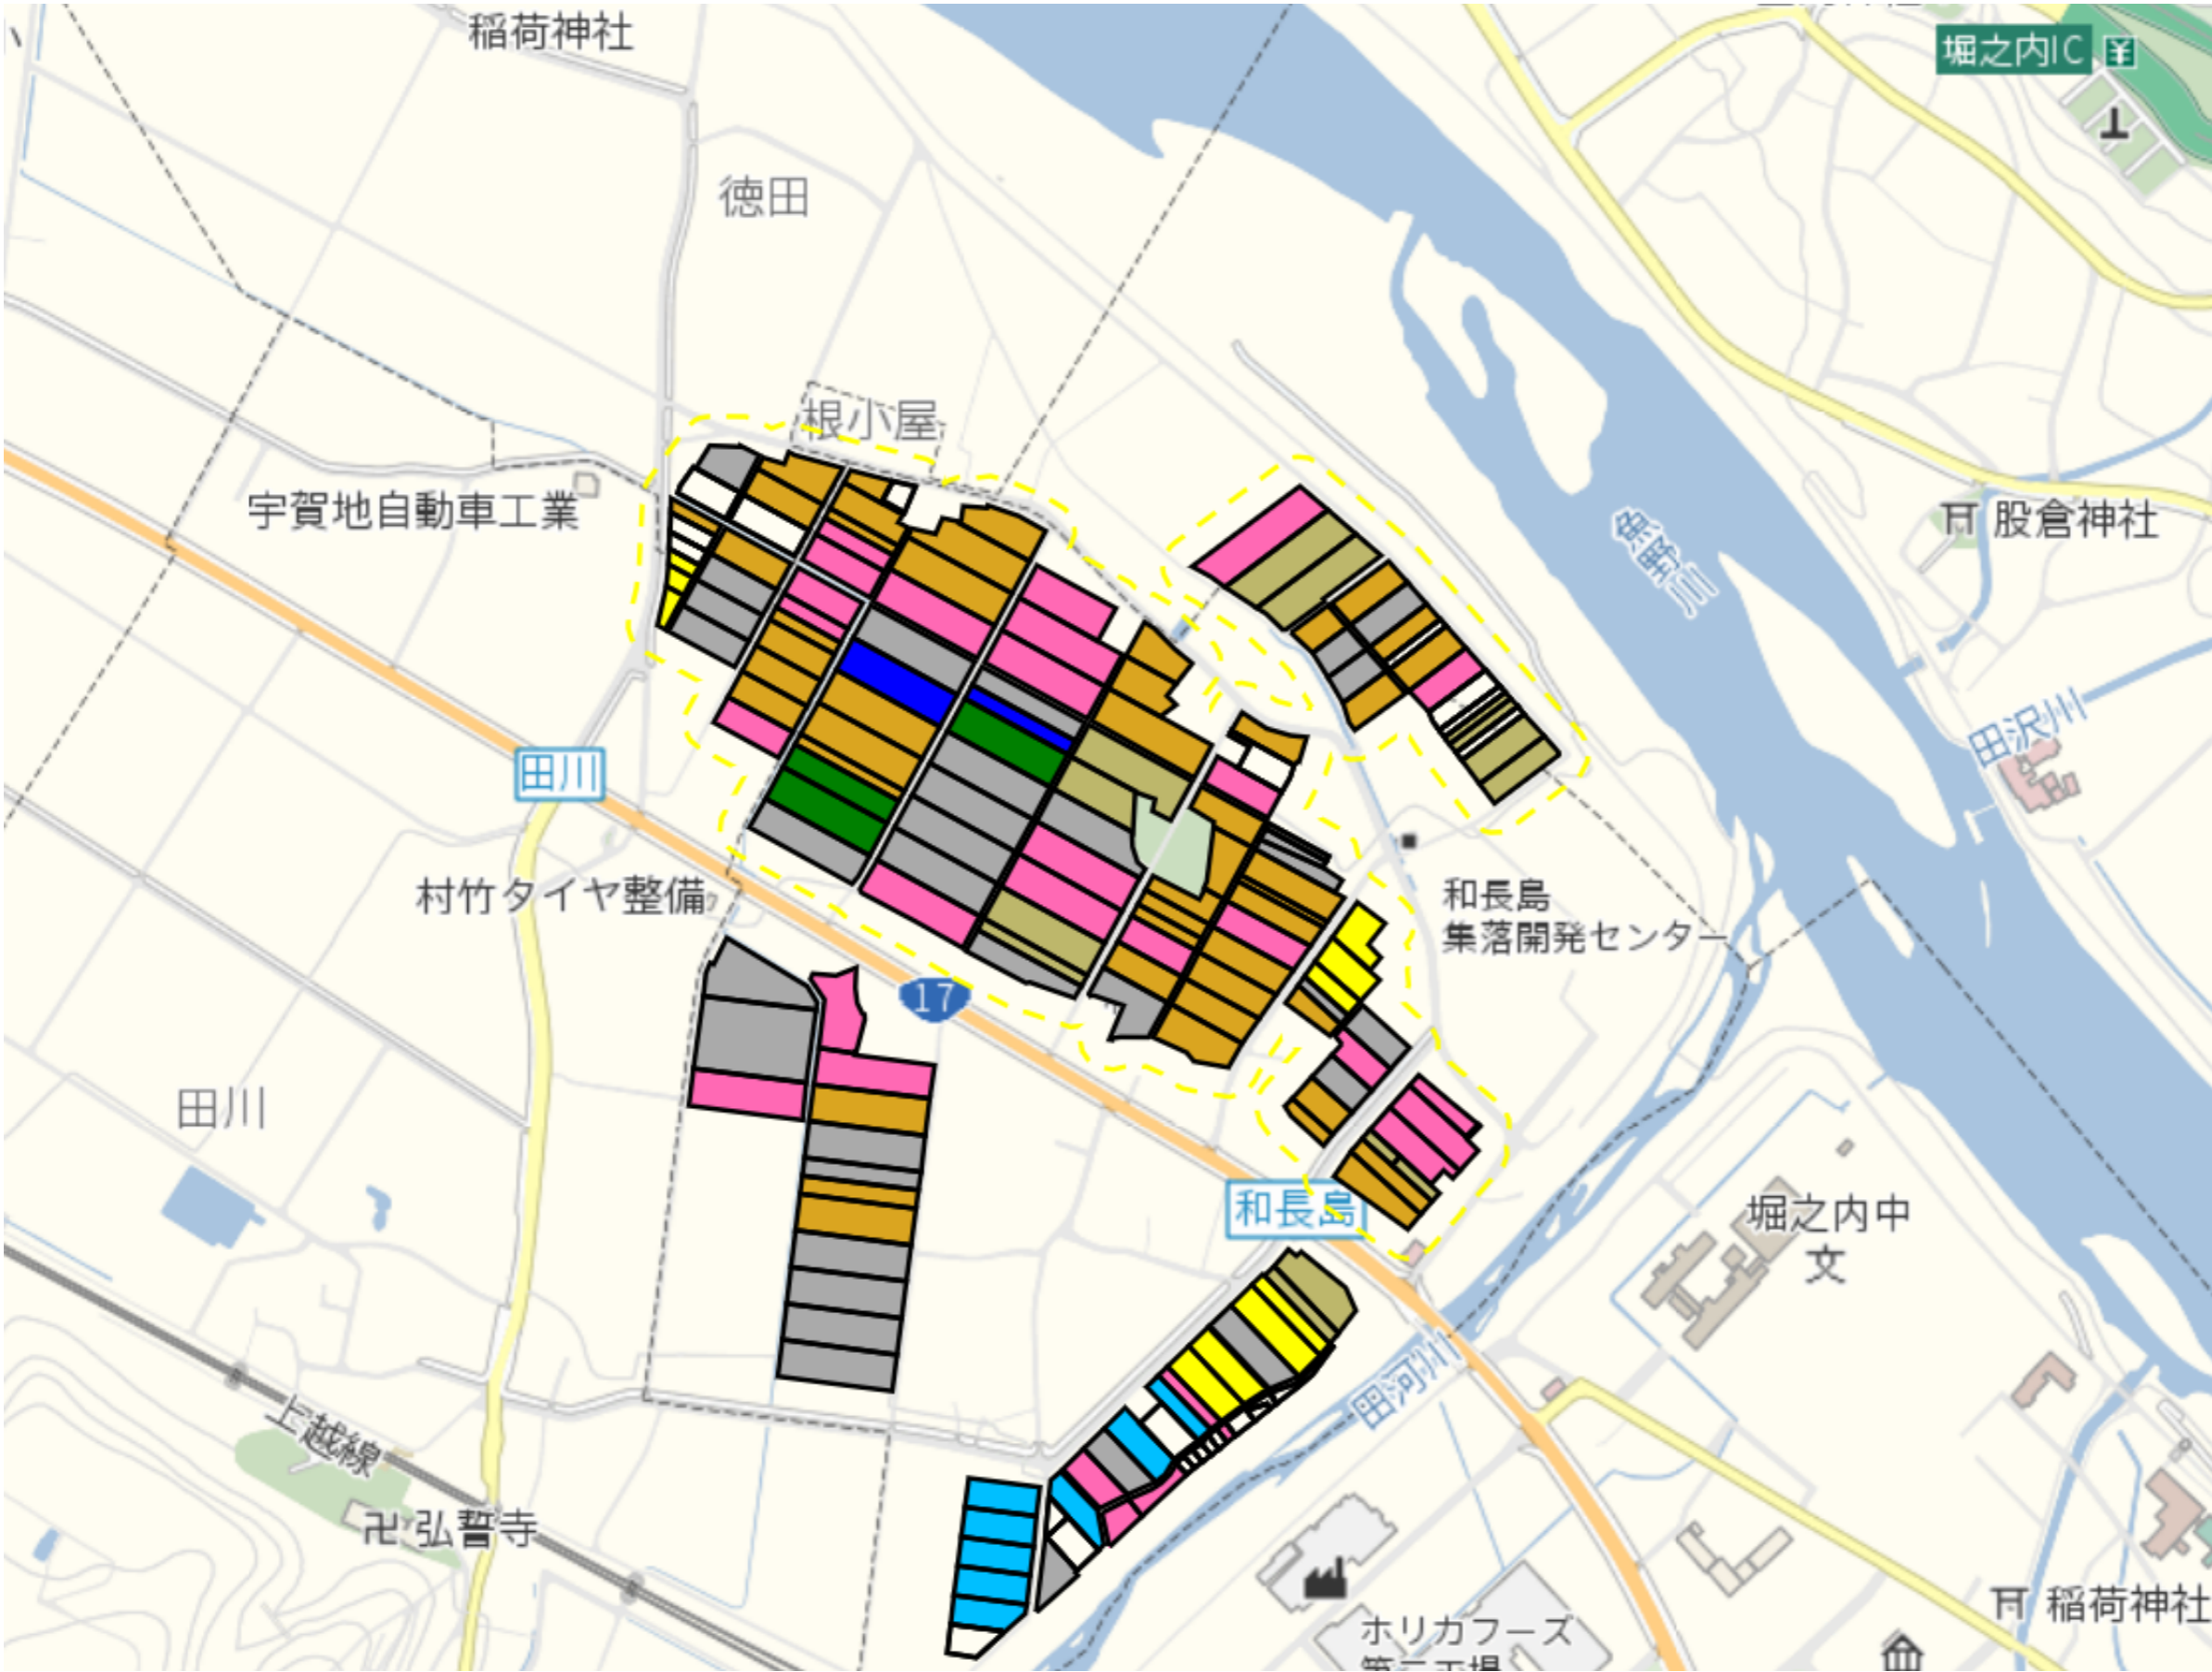 稲荷神社
堀之内IC
徳田
根小屋
宇賀地自動車工業
股倉神社
魚野川
田沢川
田川
村竹タイヤ整備
和長島
集落開発センター
17
田川
和長島
堀之内中
文
田河川
上越線
卍 弘誓寺
稲荷神社
ホリカフーズ